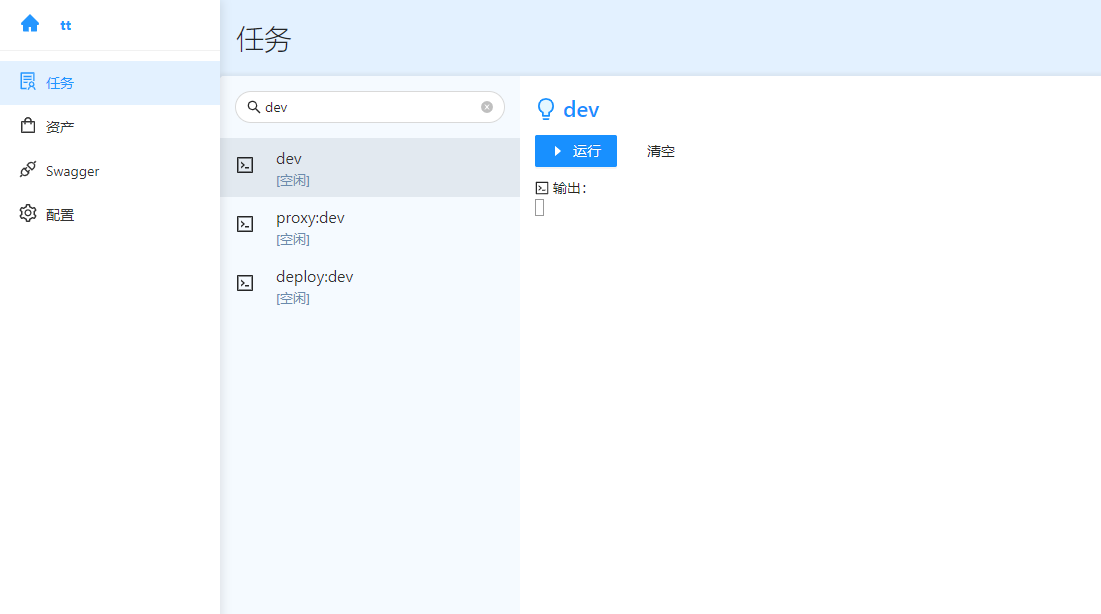 tt
任务
资产
Swagger
配置
任务
dev
dev
[空闲]
proxy:dev
[空闲]
deploy:dev
[空闲]
dev
运行 清空
输出: